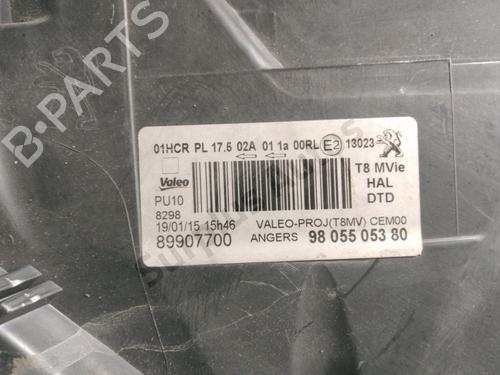 B-PARTS
01HCR PL 17.5 02A 01 1a 00RL E2 13023
Valeo
T8 MVie
HAL
DTD
PU10
8298
19/01/15 15h46
89907700
VALEO-PROJ(T8MV) CEM00
ANGERS 98 055 053 80